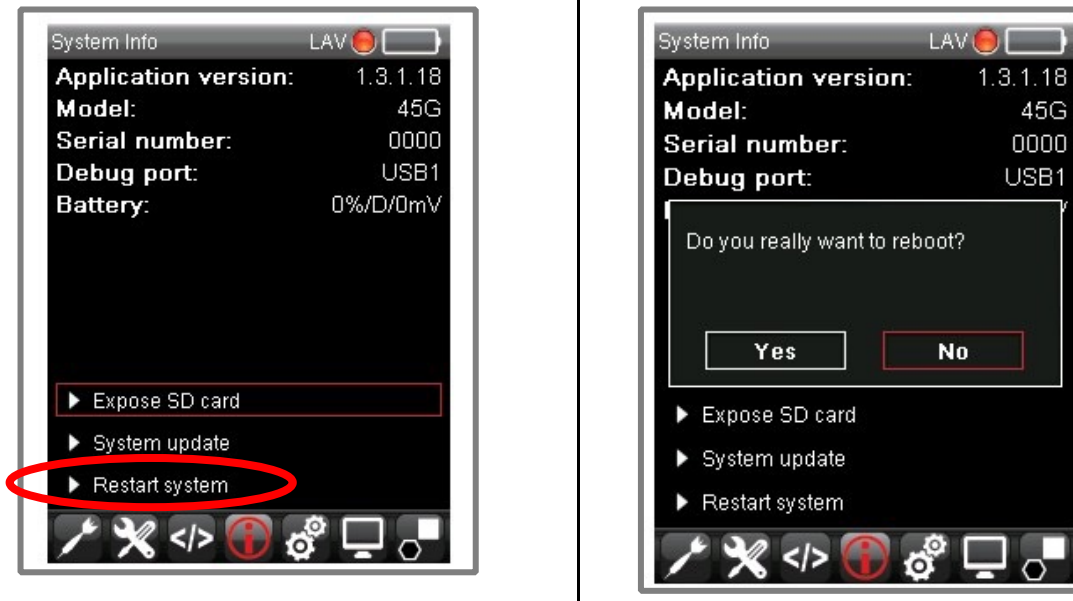 System Info LAV
Application version: 1.3.1.18
Model: 45G
Serial number: 0000
Debug port: USB1
Battery: 0%/D/0mV
Expose SD card
System update
Restart system
</>
System Info LAV
Application version: 1.3.1.18
Model: 45G
Serial number: 0000
Debug port: USB1
Do you really want to reboot?
Yes No
Expose SD card
System update
Restart system
</>